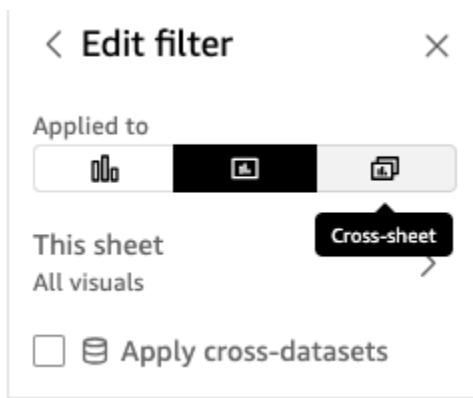 Edit filter
Applied to
Cross-sheet
This sheet
All visuals
Apply cross-datasets